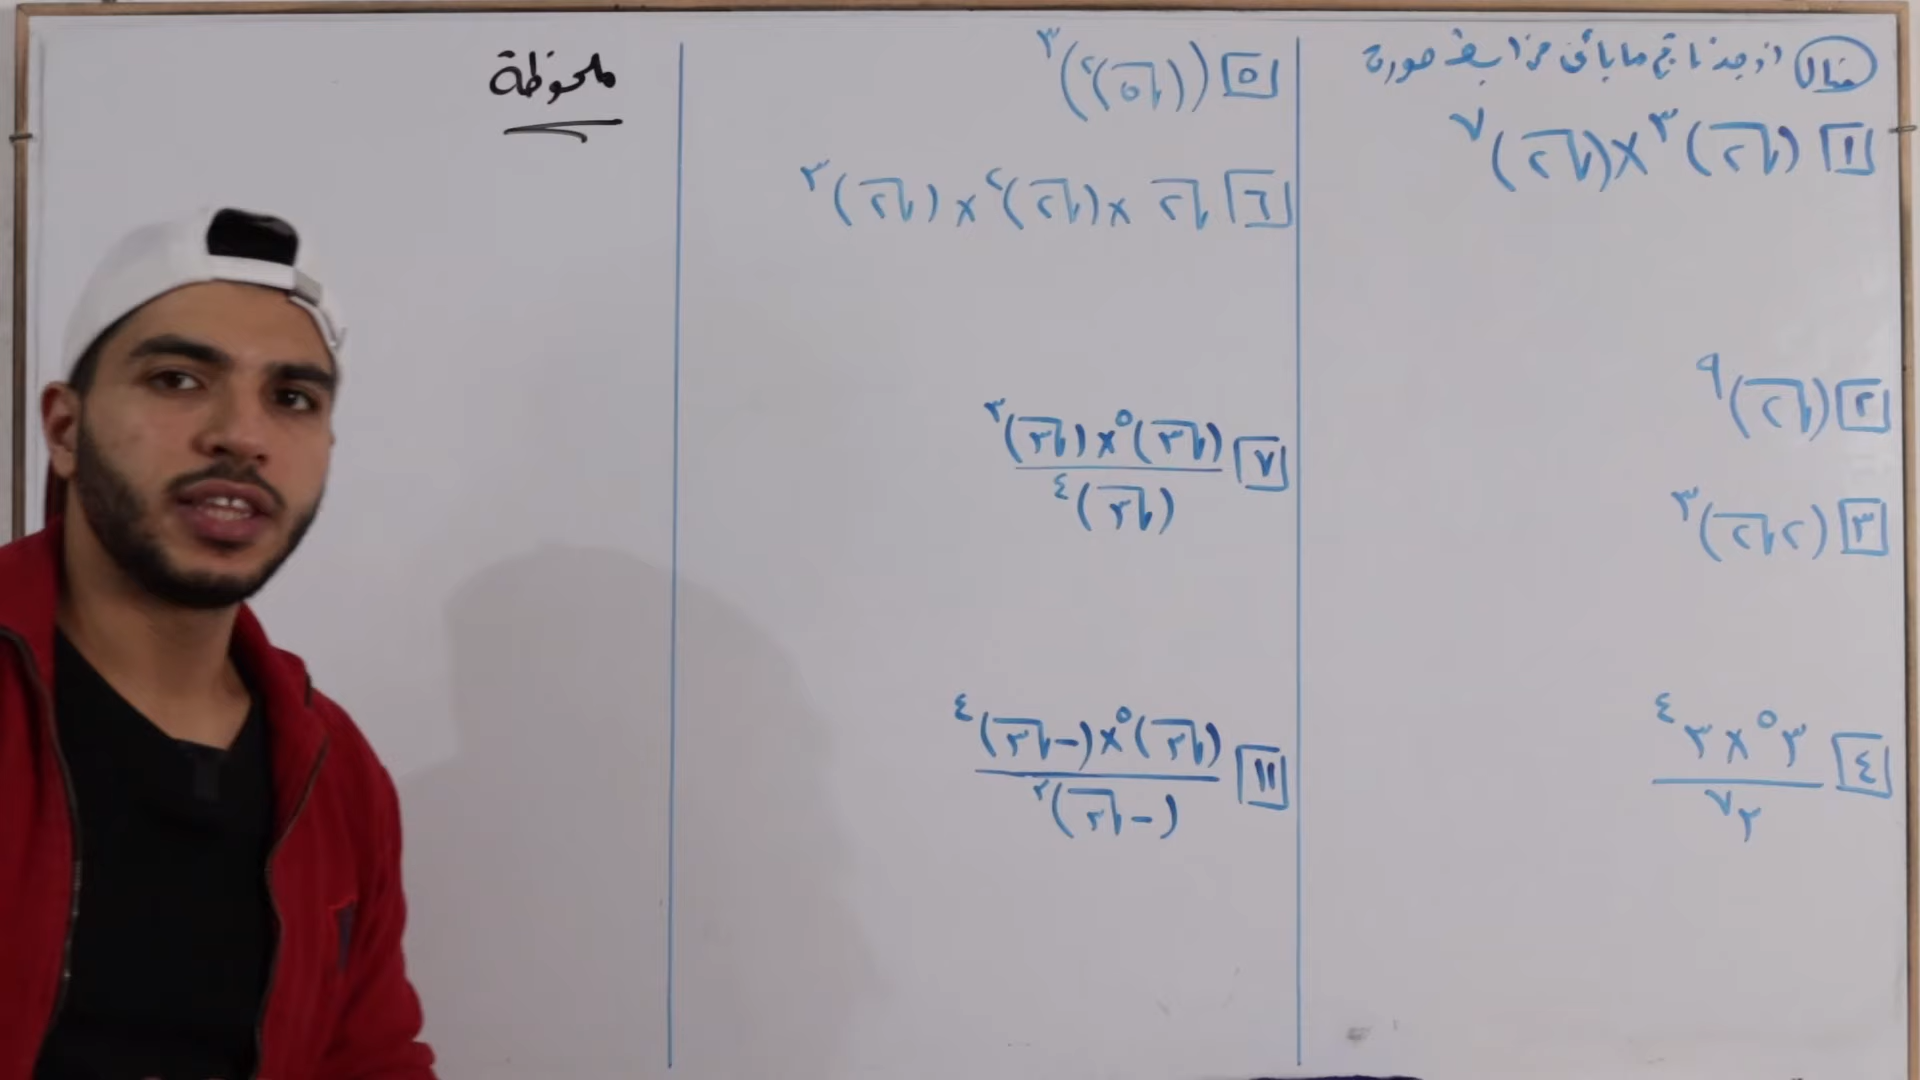 مثال أوجد ناتج ما يأتي في أبسط صورة
١ (√٢)^٣ × (√٢)^٧
٢ (√٢)^٩
٣ (٢√٢)^٣
٤ (٣^٥ × ٣^٤) / ٣^٧
٥ ((√٥)^٢)^٣
٦ √٢ × (√٢)^٢ × (√٢)^٣
٧ ((√٣)^٥ × (√٣)^٣) / (√٣)^٤
١١ ((√٣)^٥ × (-√٣)^٤) / (-√٣)^٢
ملحوظة